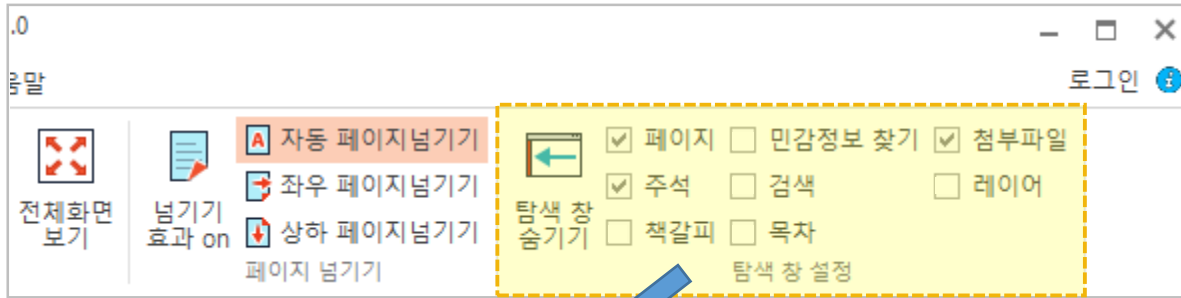 .0
움말
로그인
전체화면
보기
넘기기
효과 on
자동 페이지넘기기
좌우 페이지넘기기
상하 페이지넘기기
페이지 넘기기
탐색 창
숨기기
페이지
주석
책갈피
민감정보 찾기
검색
목차
첨부파일
레이어
탐색 창 설정